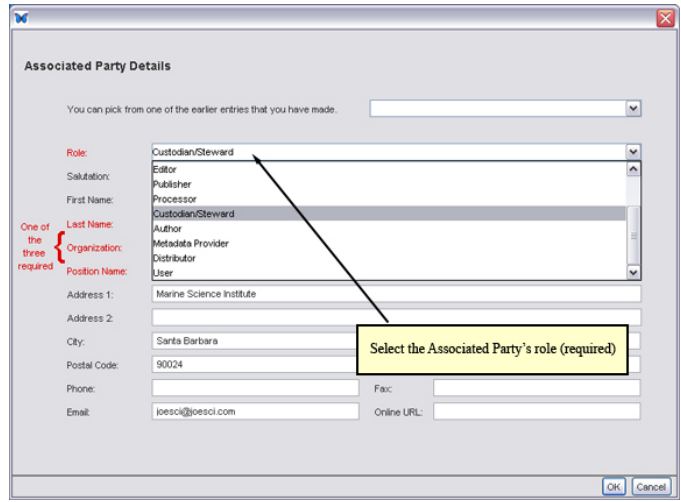 Associated Party Details
You can pick from one of the earlier entries that you have made.
Role:
Custodian/Steward
Salutation:
Editor
Publisher
First Name:
Processor
Custodian/Steward
One of
the
three
required
{
Last Name:
Author
Organization:
Metadata Provider
Distributor
Position Name:
User
Address 1:
Marine Science Institute
Address 2:
Select the Associated Party's role (required)
City:
Santa Barbara
Postal Code:
90024
Phone:
Fax:
Email:
joesci@joesci.com
Online URL:
OK
Cancel